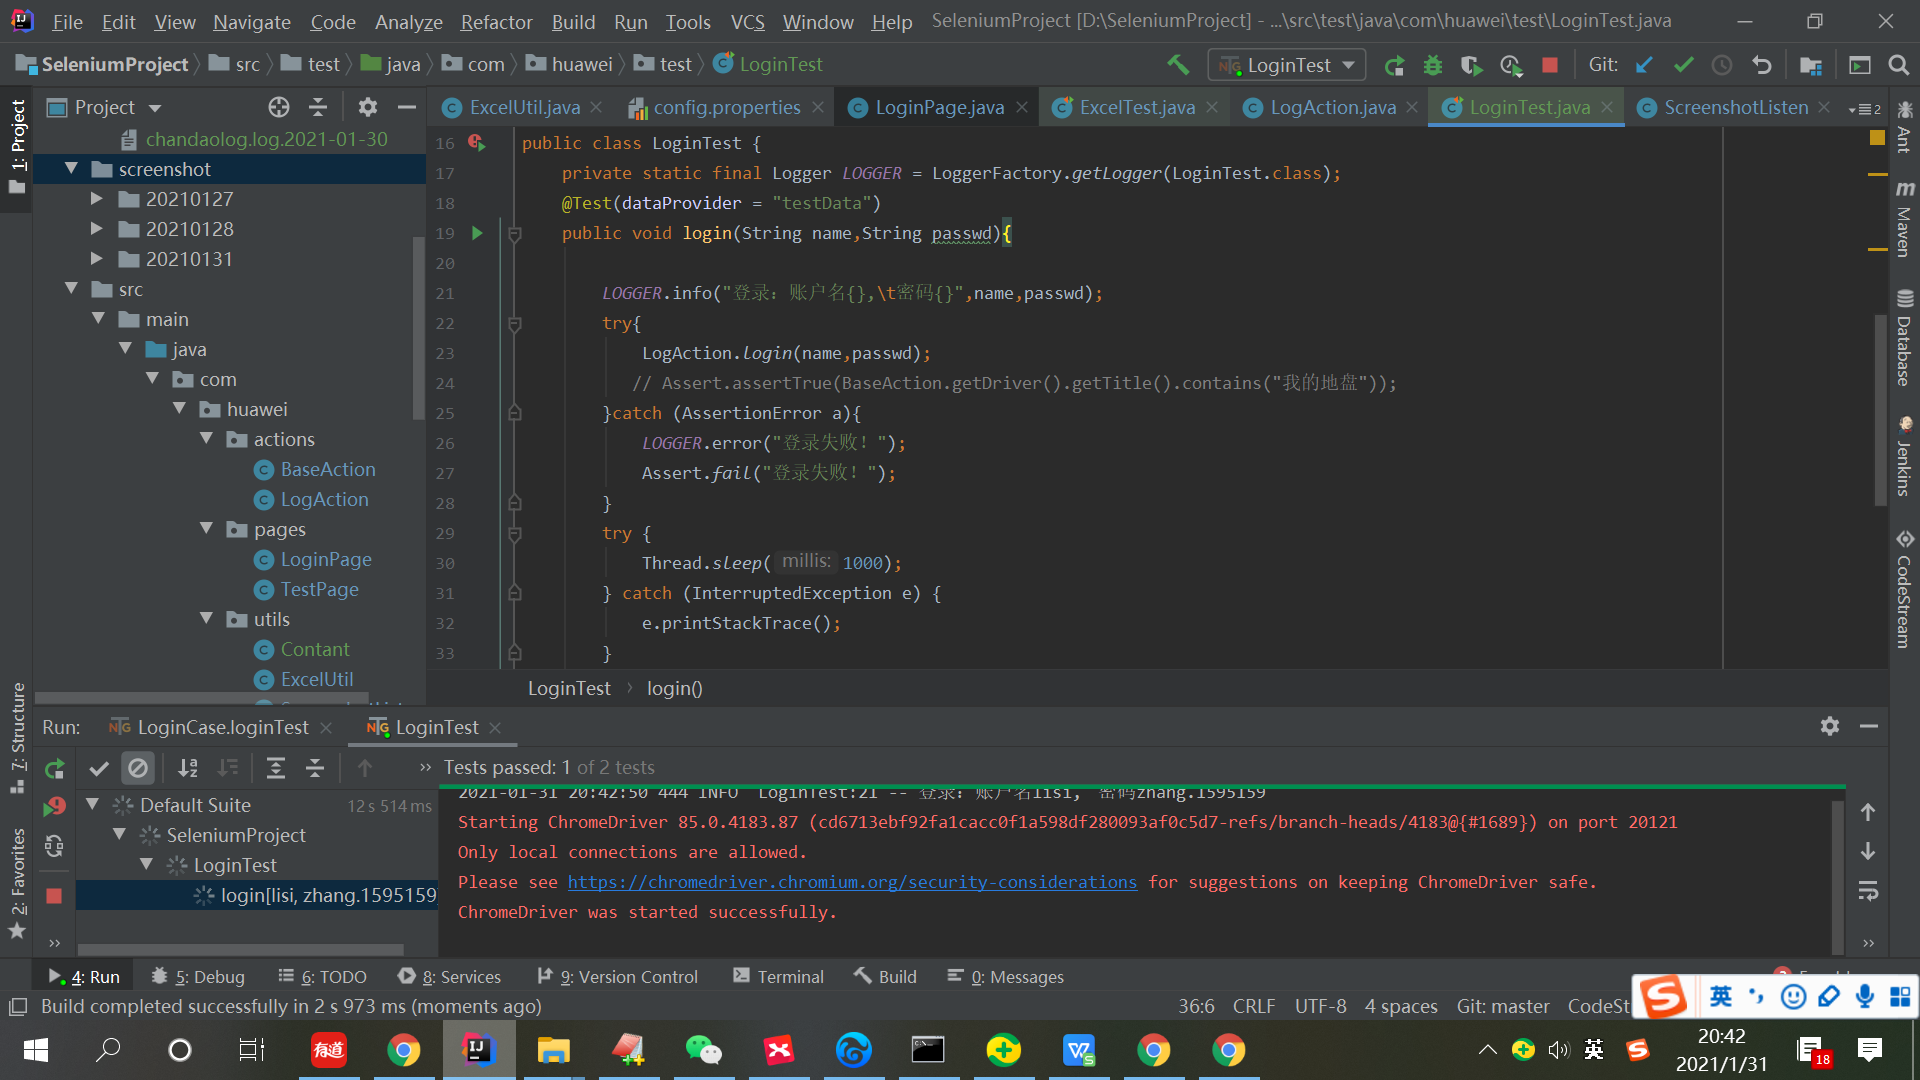 File Edit View Navigate Code Analyze Refactor Build Run Tools VCS Window Help SeleniumProject [D:\SeleniumProject] - ...\src\test\java\com\huawei\test\LoginTest.java
SeleniumProject src test java com huawei test LoginTest
LoginTest Git:
Project
ExcelUtil.java config.properties LoginPage.java ExcelTest.java LogAction.java LoginTest.java ScreenshotListen 2
1: Project
7: Structure
2: Favorites
chandaolog.log.2021-01-30
screenshot
20210127
20210128
20210131
src
main
java
com
huawei
actions
BaseAction
LogAction
pages
LoginPage
TestPage
utils
Contant
ExcelUtil
16 public class LoginTest {
17 private static final Logger LOGGER = LoggerFactory.getLogger(LoginTest.class);
18 @Test(dataProvider = "testData")
19 public void login(String name,String passwd){
20
21 LOGGER.info("登录: 账户名{},\t密码{}",name,passwd);
22 try{
23 LogAction.login(name,passwd);
24 // Assert.assertTrue(BaseAction.getDriver().getTitle().contains("我的地盘"));
25 }catch (AssertionError a){
26 LOGGER.error("登录失败! ");
27 Assert.fail("登录失败! ");
28 }
29 try {
30 Thread.sleep( millis: 1000);
31 } catch (InterruptedException e) {
32 e.printStackTrace();
33 }
LoginTest login()
Ant
Maven
Database
Jenkins
CodeStream
Run: LoginCase.loginTest LoginTest
Tests passed: 1 of 2 tests
Default Suite 12 s 514 ms
SeleniumProject
LoginTest
login[lisi, zhang.1595159
2021-01-31 20:42:50 444 INFO LoginTest:21 -- 登录: 账户名lisi, 密码zhang.1595159
Starting ChromeDriver 85.0.4183.87 (cd6713ebf92fa1cacc0f1a598df280093af0c5d7-refs/branch-heads/4183@{#1689}) on port 20121
Only local connections are allowed.
Please see https://chromedriver.chromium.org/security-considerations for suggestions on keeping ChromeDriver safe.
ChromeDriver was started successfully.
4: Run 5: Debug 6: TODO 8: Services 9: Version Control Terminal Build 0: Messages
Build completed successfully in 2 s 973 ms (moments ago) 36:6 CRLF UTF-8 4 spaces Git: master CodeSt
英
有道
英
20:42
2021/1/31
18